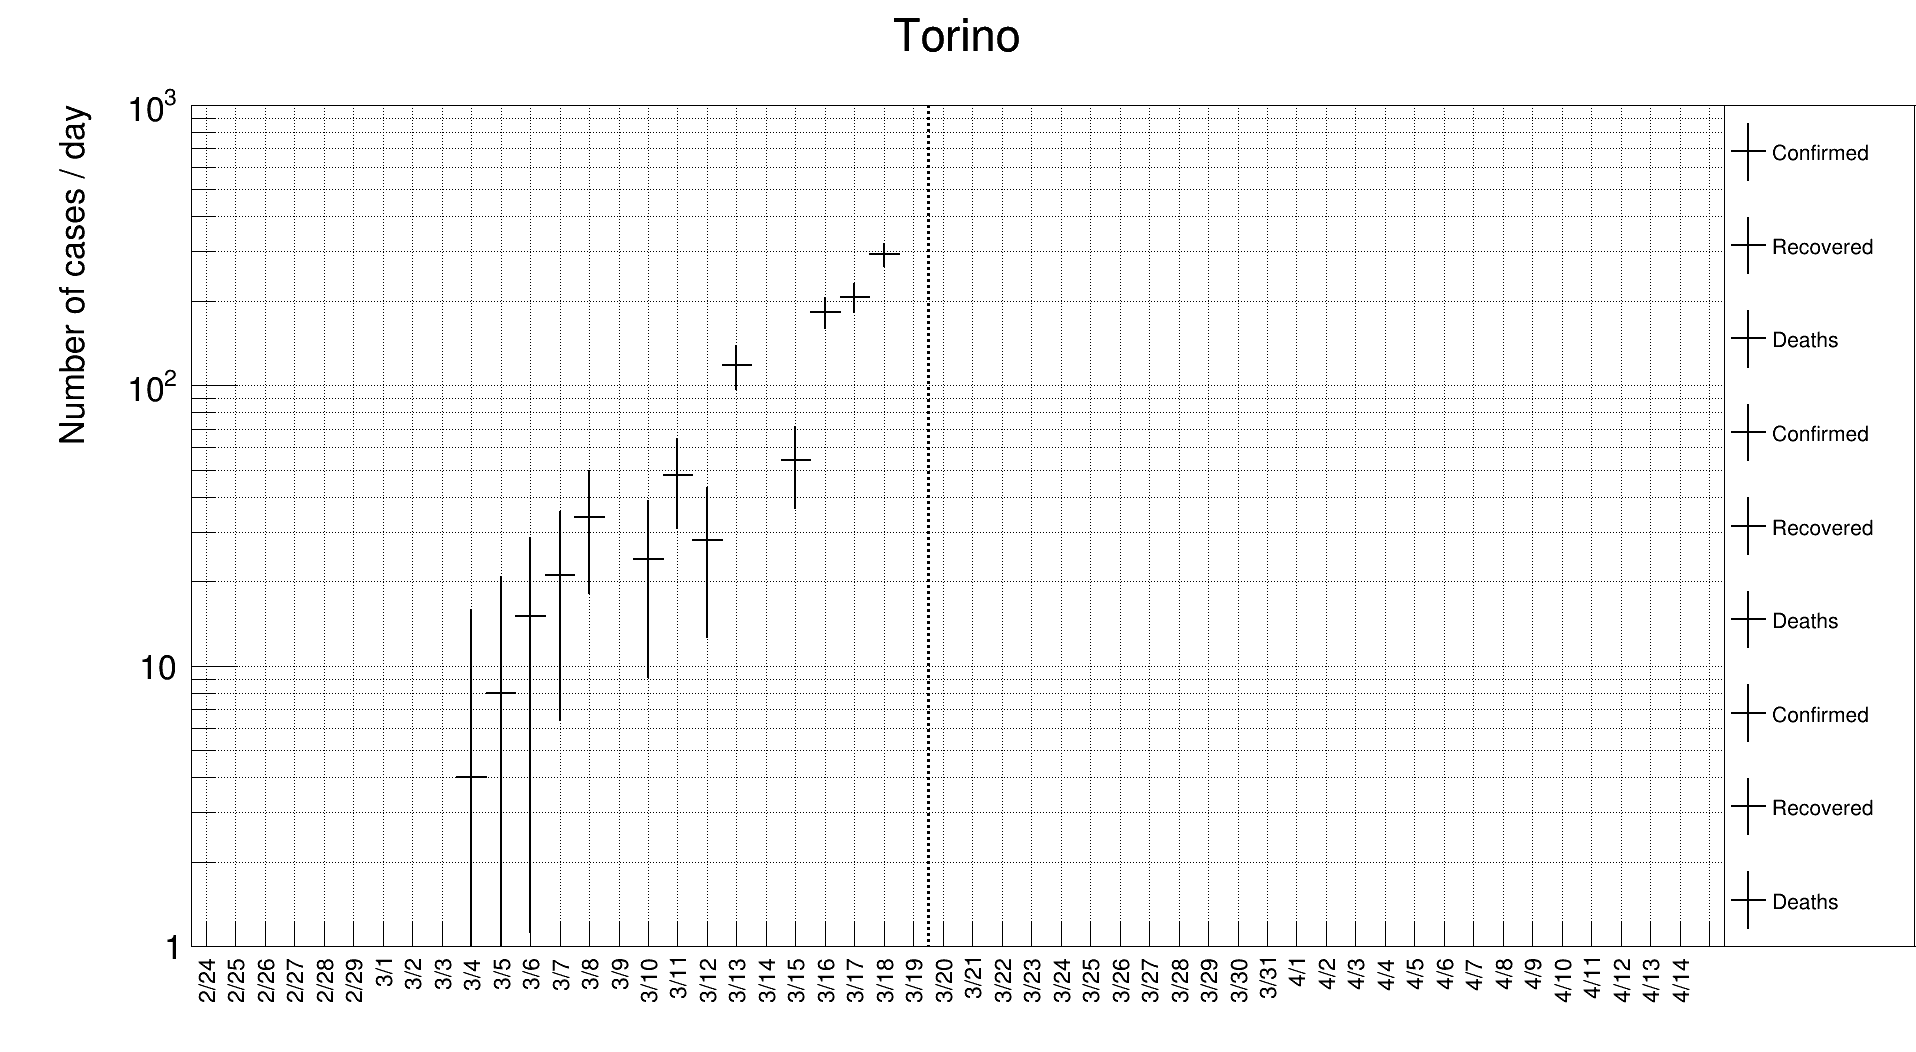 Torino
Number of cases / day
10³
10²
10
1
2/24 2/25 2/26 2/27 2/28 2/29 3/1 3/2 3/3 3/4 3/5 3/6 3/7 3/8 3/9 3/10 3/11 3/12 3/13 3/14 3/15 3/16 3/17 3/18 3/19 3/20 3/21 3/22 3/23 3/24 3/25 3/26 3/27 3/28 3/29 3/30 3/31 4/1 4/2 4/3 4/4 4/5 4/6 4/7 4/8 4/9 4/10 4/11 4/12 4/13 4/14
Confirmed
Recovered
Deaths
Confirmed
Recovered
Deaths
Confirmed
Recovered
Deaths